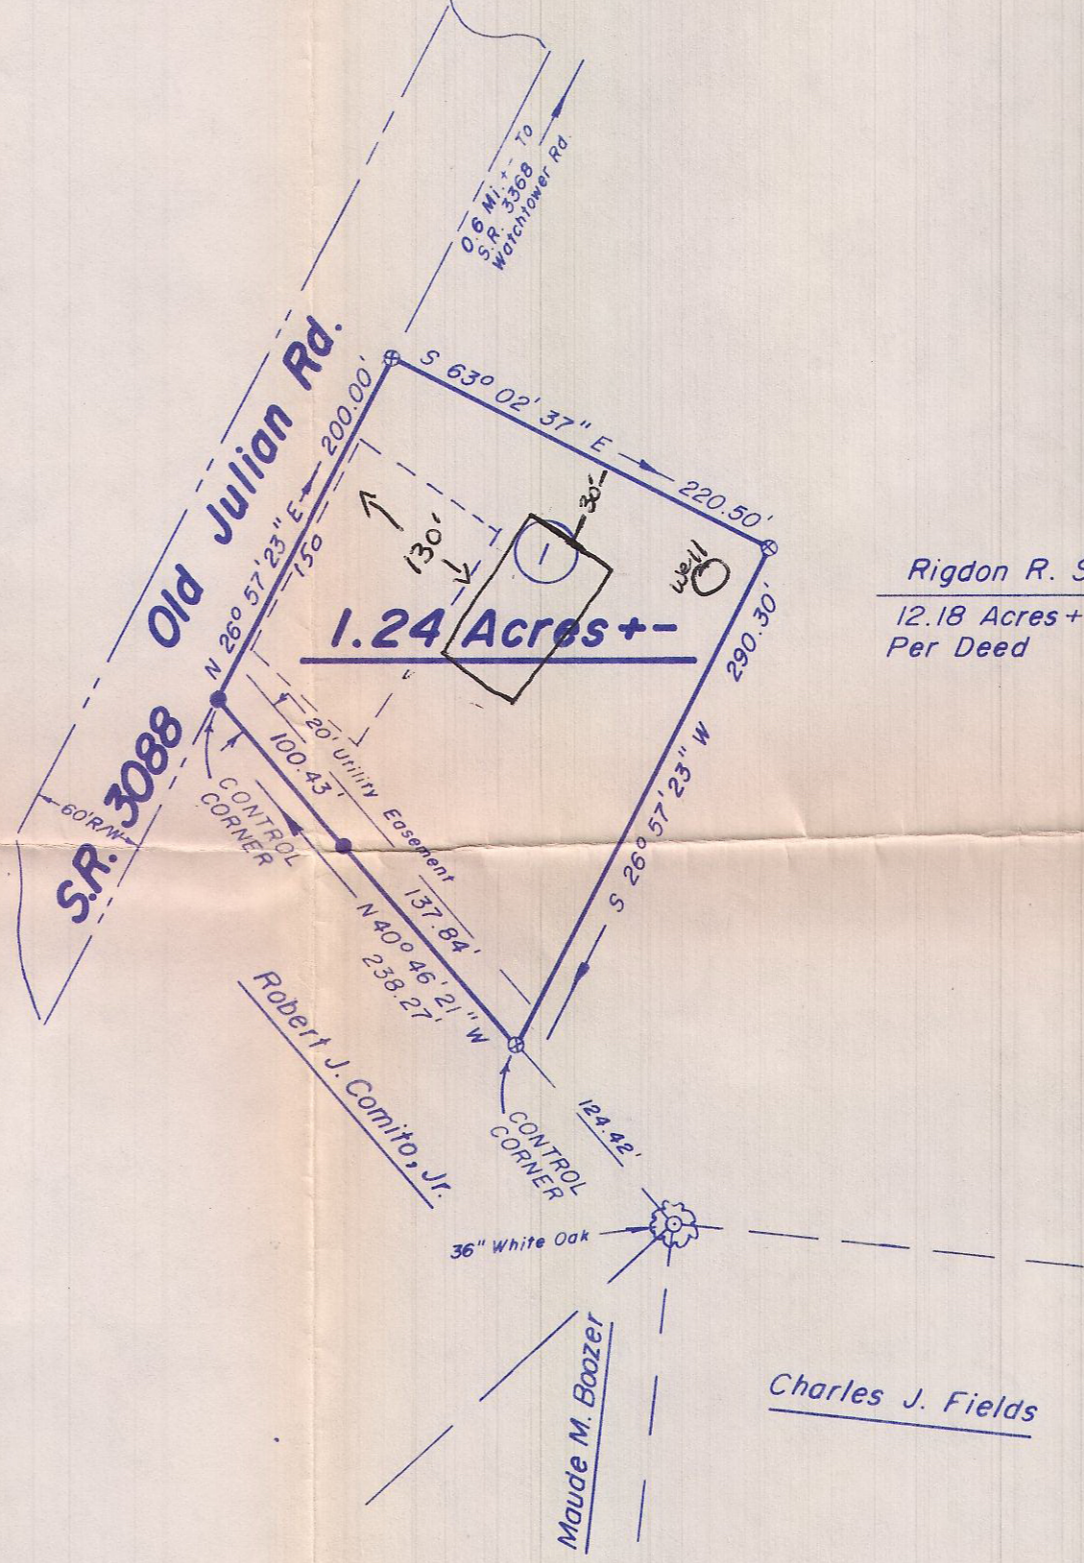 0.6 Mi. +- To
S.R. 3368
Watchtower Rd.
Old Julian Rd.
S.R. 3088
60' R/W
N 26° 57' 23" E 200.00'
150
S 63° 02' 37" E 220.50'
30'
130'
well
1.24 Acres +-
290.30'
S 26° 57' 23" W
Rigdon R. S
12.18 Acres +
Per Deed
20' Utility Easement
100.43'
137.84'
CONTROL
CORNER
N 40° 46' 21" W
238.27'
Robert J. Comito, Jr.
CONTROL
CORNER
124.42'
36" White Oak
Maude M. Boozer
Charles J. Fields